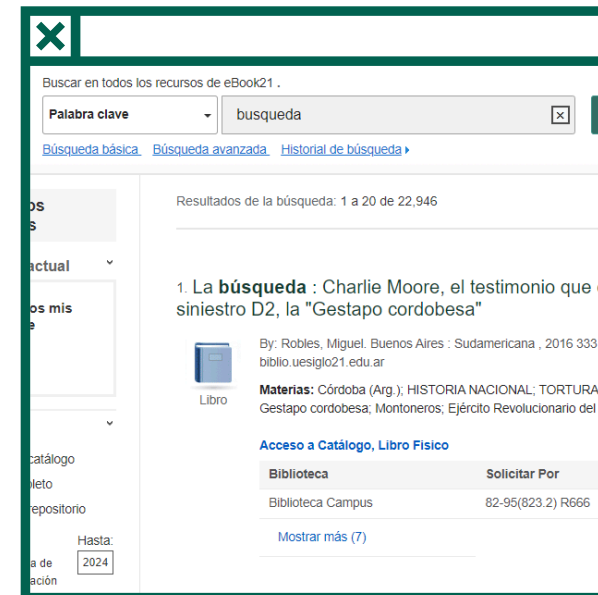 Buscar en todos los recursos de eBook21 .
Palabra clave
busqueda
Búsqueda básica Búsqueda avanzada Historial de búsqueda
Resultados de la búsqueda: 1 a 20 de 22,946
actual
mis
1. La búsqueda : Charlie Moore, el testimonio que
siniestro D2, la "Gestapo cordobesa"
Libro
By: Robles, Miguel. Buenos Aires : Sudamericana , 2016 333
biblio.uesiglo21.edu.ar
Materias: Córdoba (Arg.); HISTORIA NACIONAL; TORTURA
Gestapo cordobesa; Montoneros; Ejército Revolucionario del
Acceso a Catálogo, Libro Fisico
Biblioteca Solicitar Por
Biblioteca Campus 82-95(823.2) R666
Mostrar más (7)
catálogo
repositorio
Hasta:
de 2024